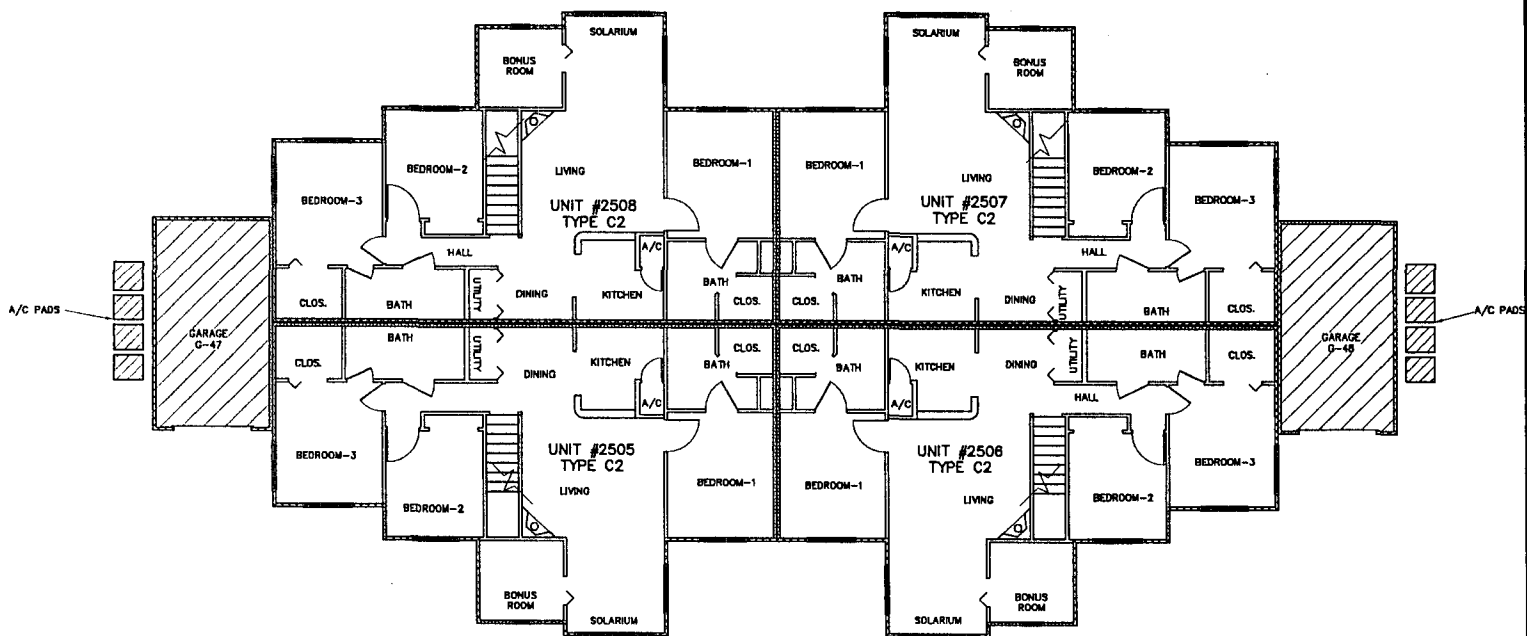 SOLARIUM
SOLARIUM
BONUS
ROOM
BONUS
ROOM
BEDROOM-2
BEDROOM-1
BEDROOM-1
BEDROOM-2
LIVING
LIVING
BEDROOM-3
BEDROOM-3
UNIT #2508
TYPE C2
UNIT #2507
TYPE C2
HALL
A/C
A/C
HALL
BATH
BATH
UTILITY
DINING
KITCHEN
KITCHEN
DINING
UTILITY
CLOS.
BATH
CLOS.
CLOS.
BATH
CLOS.
A/C PADS
A/C PADS
GARAGE
G-47
GARAGE
G-48
BATH
BATH
CLOS.
UTILITY
DINING
KITCHEN
BATH
CLOS.
CLOS.
BATH
KITCHEN
DINING
UTILITY
CLOS.
A/C
A/C
HALL
UNIT #2505
TYPE C2
UNIT #2506
TYPE C2
BEDROOM-3
BEDROOM-3
LIVING
BEDROOM-1
BEDROOM-1
LIVING
BEDROOM-2
BEDROOM-2
BONUS
ROOM
BONUS
ROOM
SOLARIUM
SOLARIUM